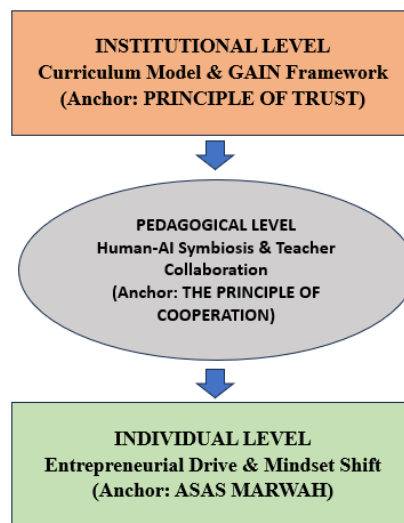 INSTITUTIONAL LEVEL
Curriculum Model & GAIN Framework
(Anchor: PRINCIPLE OF TRUST)
PEDAGOGICAL LEVEL
Human-AI Symbiosis & Teacher
Collaboration
(Anchor: THE PRINCIPLE OF
COOPERATION)
INDIVIDUAL LEVEL
Entrepreneurial Drive & Mindset Shift
(Anchor: ASAS MARWAH)